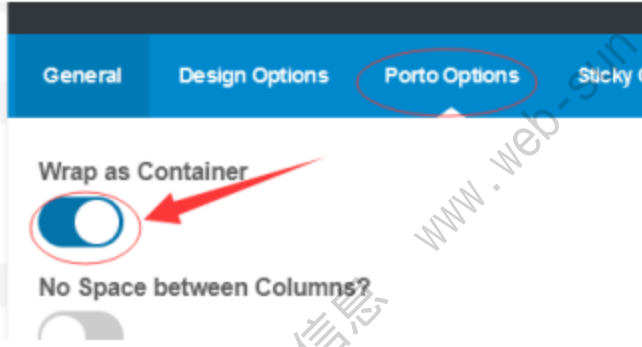 General Design Options Porto Options Sticky
Wrap as Container
No Space between Columns?
www.web-sun
信息